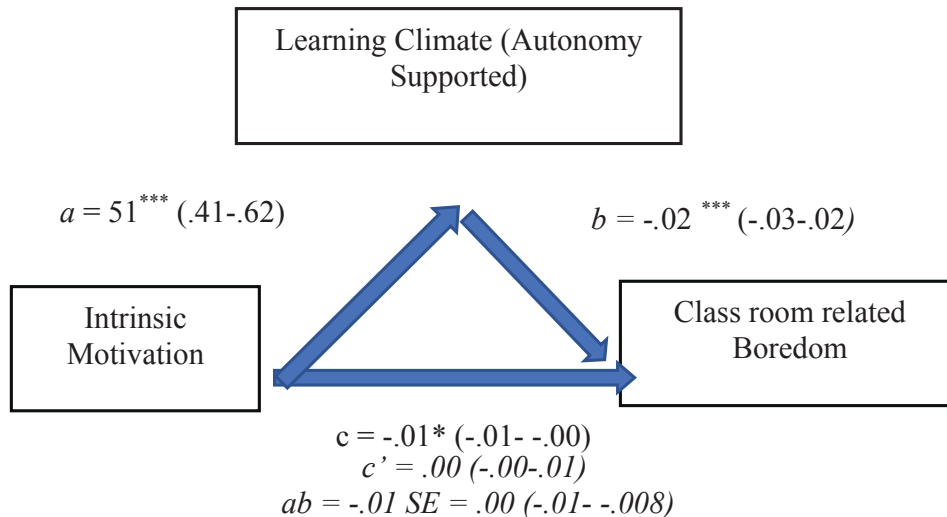 Learning Climate (Autonomy
Supported)
a = 51*** (.41-.62)
b = -.02 *** (-.03-.02)
Intrinsic
Motivation
Class room related
Boredom
c = -.01* (-.01- -.00)
c’ = .00 (-.00-.01)
ab = -.01 SE = .00 (-.01- -.008)